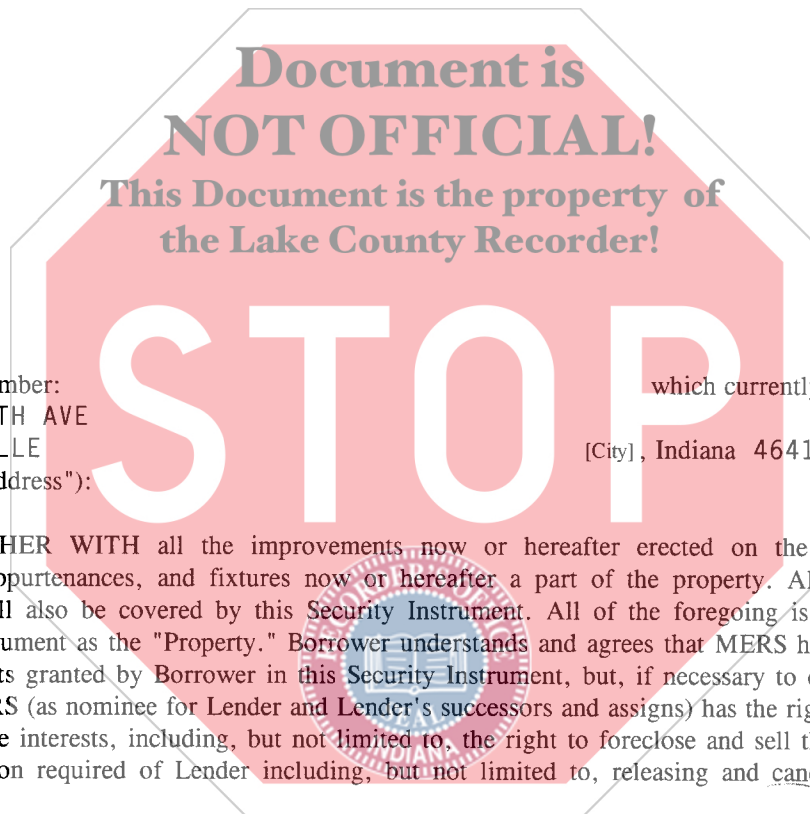 Document is
NOT OFFICIAL!
This Document is the property of
the Lake County Recorder!
STOP
mber: which currently
TH AVE
LLE [City], Indiana 4641
ddress"):
HER WITH all the improvements now or hereafter erected on the
ppurtenances, and fixtures now or hereafter a part of the property. Al
ll also be covered by this Security Instrument. All of the foregoing is
ument as the "Property." Borrower understands and agrees that MERS h
ts granted by Borrower in this Security Instrument, but, if necessary to
RS (as nominee for Lender and Lender's successors and assigns) has the rig
e interests, including, but not limited to, the right to foreclose and sell t
on required of Lender including, but not limited to, releasing and canc
RECORDER'S OFFICE
SEAL
INDIANA